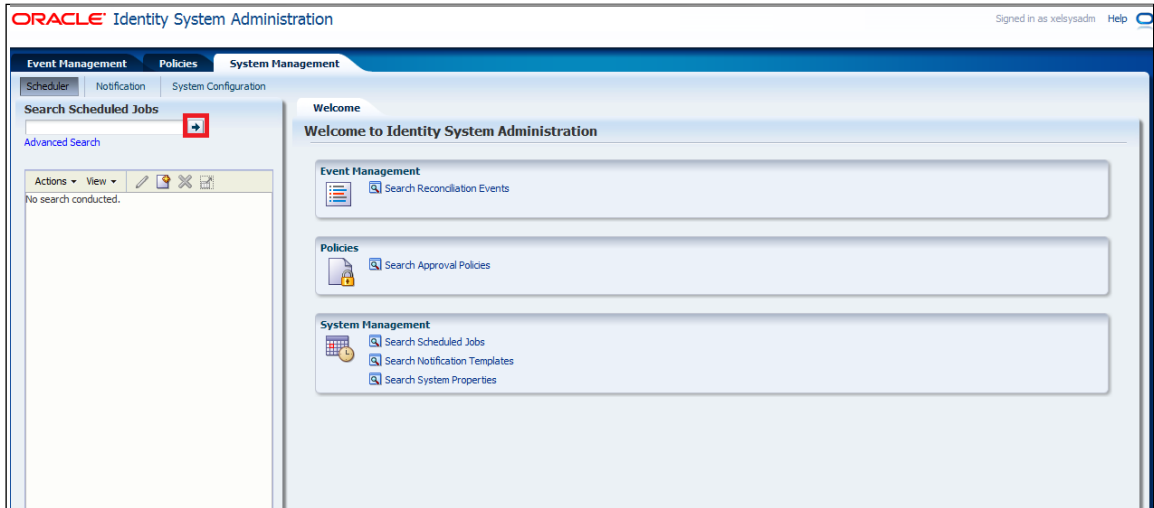 ORACLE® Identity System Administration
Signed in as xelsysadm Help
Event Management Policies System Management
Scheduler Notification System Configuration
Search Scheduled Jobs
Advanced Search
Actions View
No search conducted.
Welcome
Welcome to Identity System Administration
Event Management
Search Reconciliation Events
Policies
Search Approval Policies
System Management
Search Scheduled Jobs
Search Notification Templates
Search System Properties